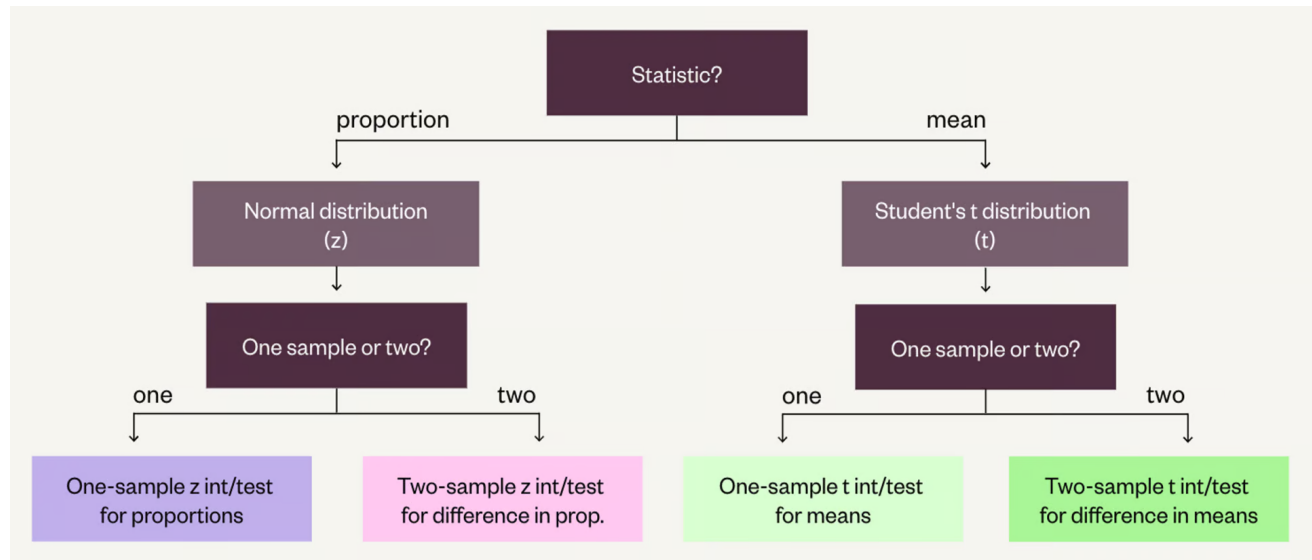 Statistic?
proportion
mean
Normal distribution
(z)
Student's t distribution
(t)
One sample or two?
One sample or two?
one
two
one
two
One-sample z int/test
for proportions
Two-sample z int/test
for difference in prop.
One-sample t int/test
for means
Two-sample t int/test
for difference in means